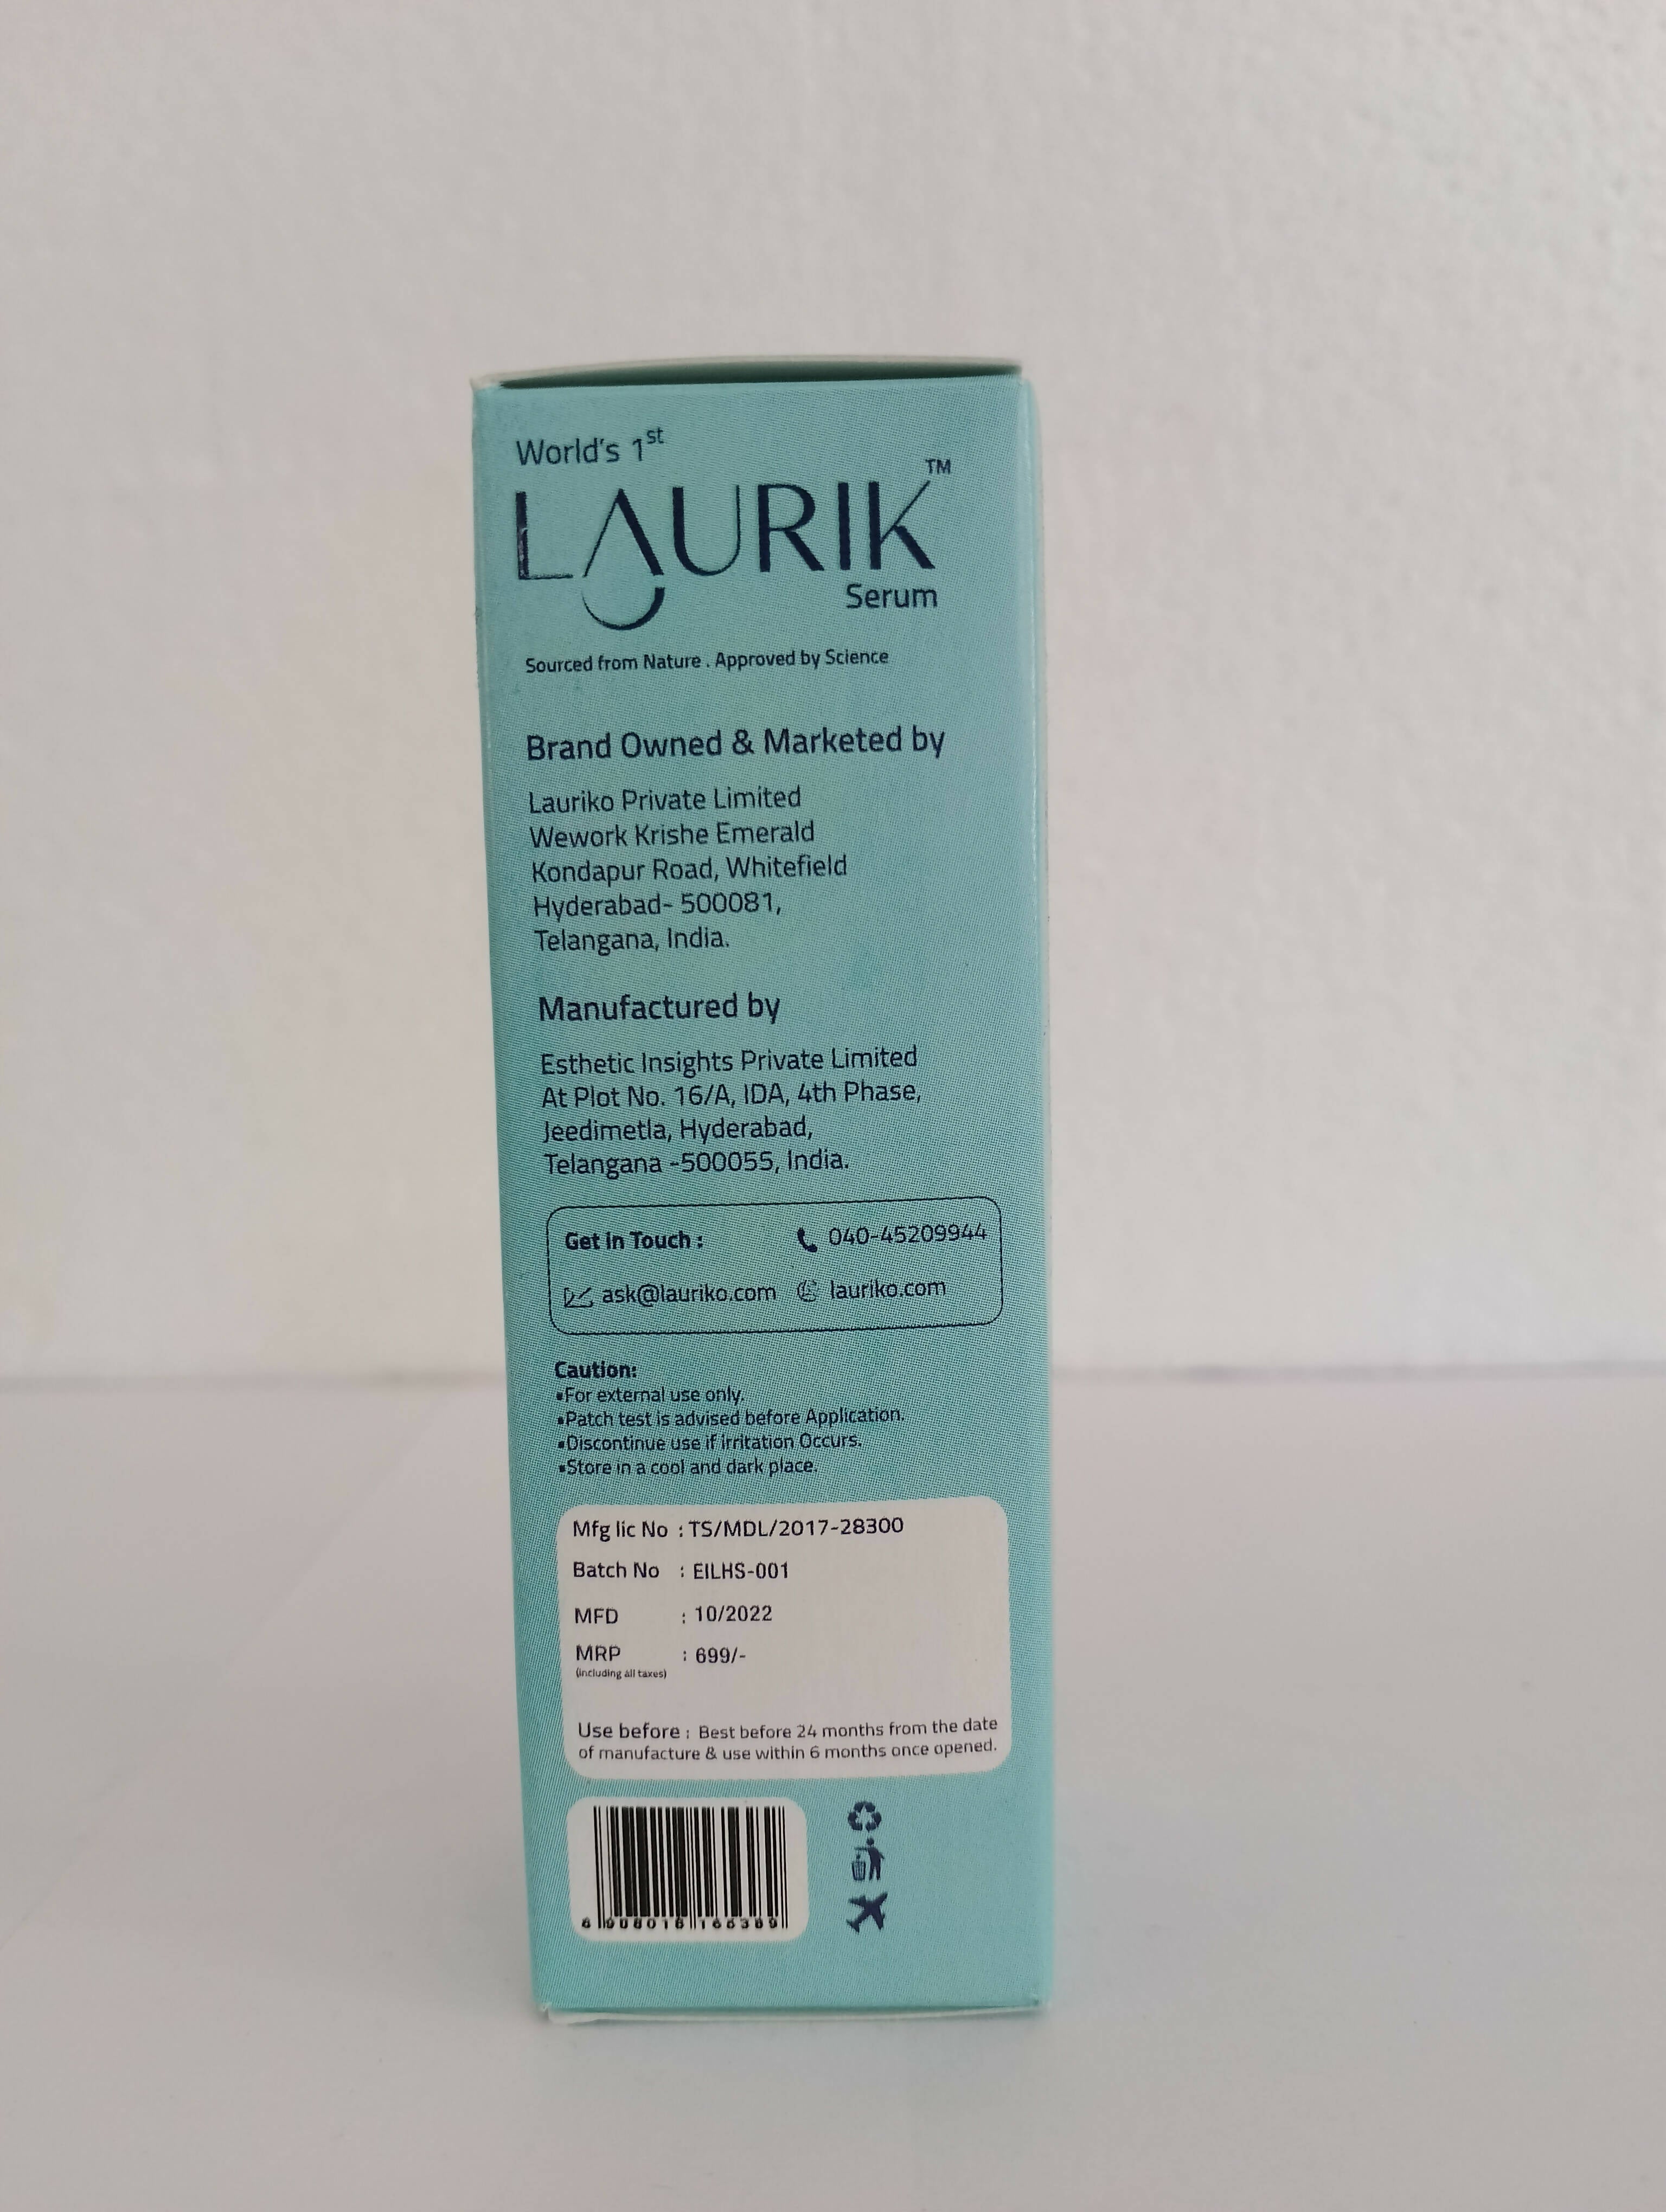 World's 1st
LAURIK™
Serum
Sourced from Nature . Approved by Science
Brand Owned & Marketed by
Lauriko Private Limited
Wework Krishe Emerald
Kondapur Road, Whitefield
Hyderabad- 500081,
Telangana, India.
Manufactured by
Esthetic Insights Private Limited
At Plot No. 16/A, IDA, 4th Phase,
Jeedimetla, Hyderabad,
Telangana -500055, India.
Get in Touch : 040-45209944
ask@lauriko.com lauriko.com
Caution:
▪For external use only.
▪Patch test is advised before Application.
▪Discontinue use if irritation Occurs.
▪Store in a cool and dark place.
Mfg lic No : TS/MDL/2017-28300
Batch No : EILHS-001
MFD : 10/2022
MRP : 699/-
(including all taxes)
Use before : Best before 24 months from the date
of manufacture & use within 6 months once opened.